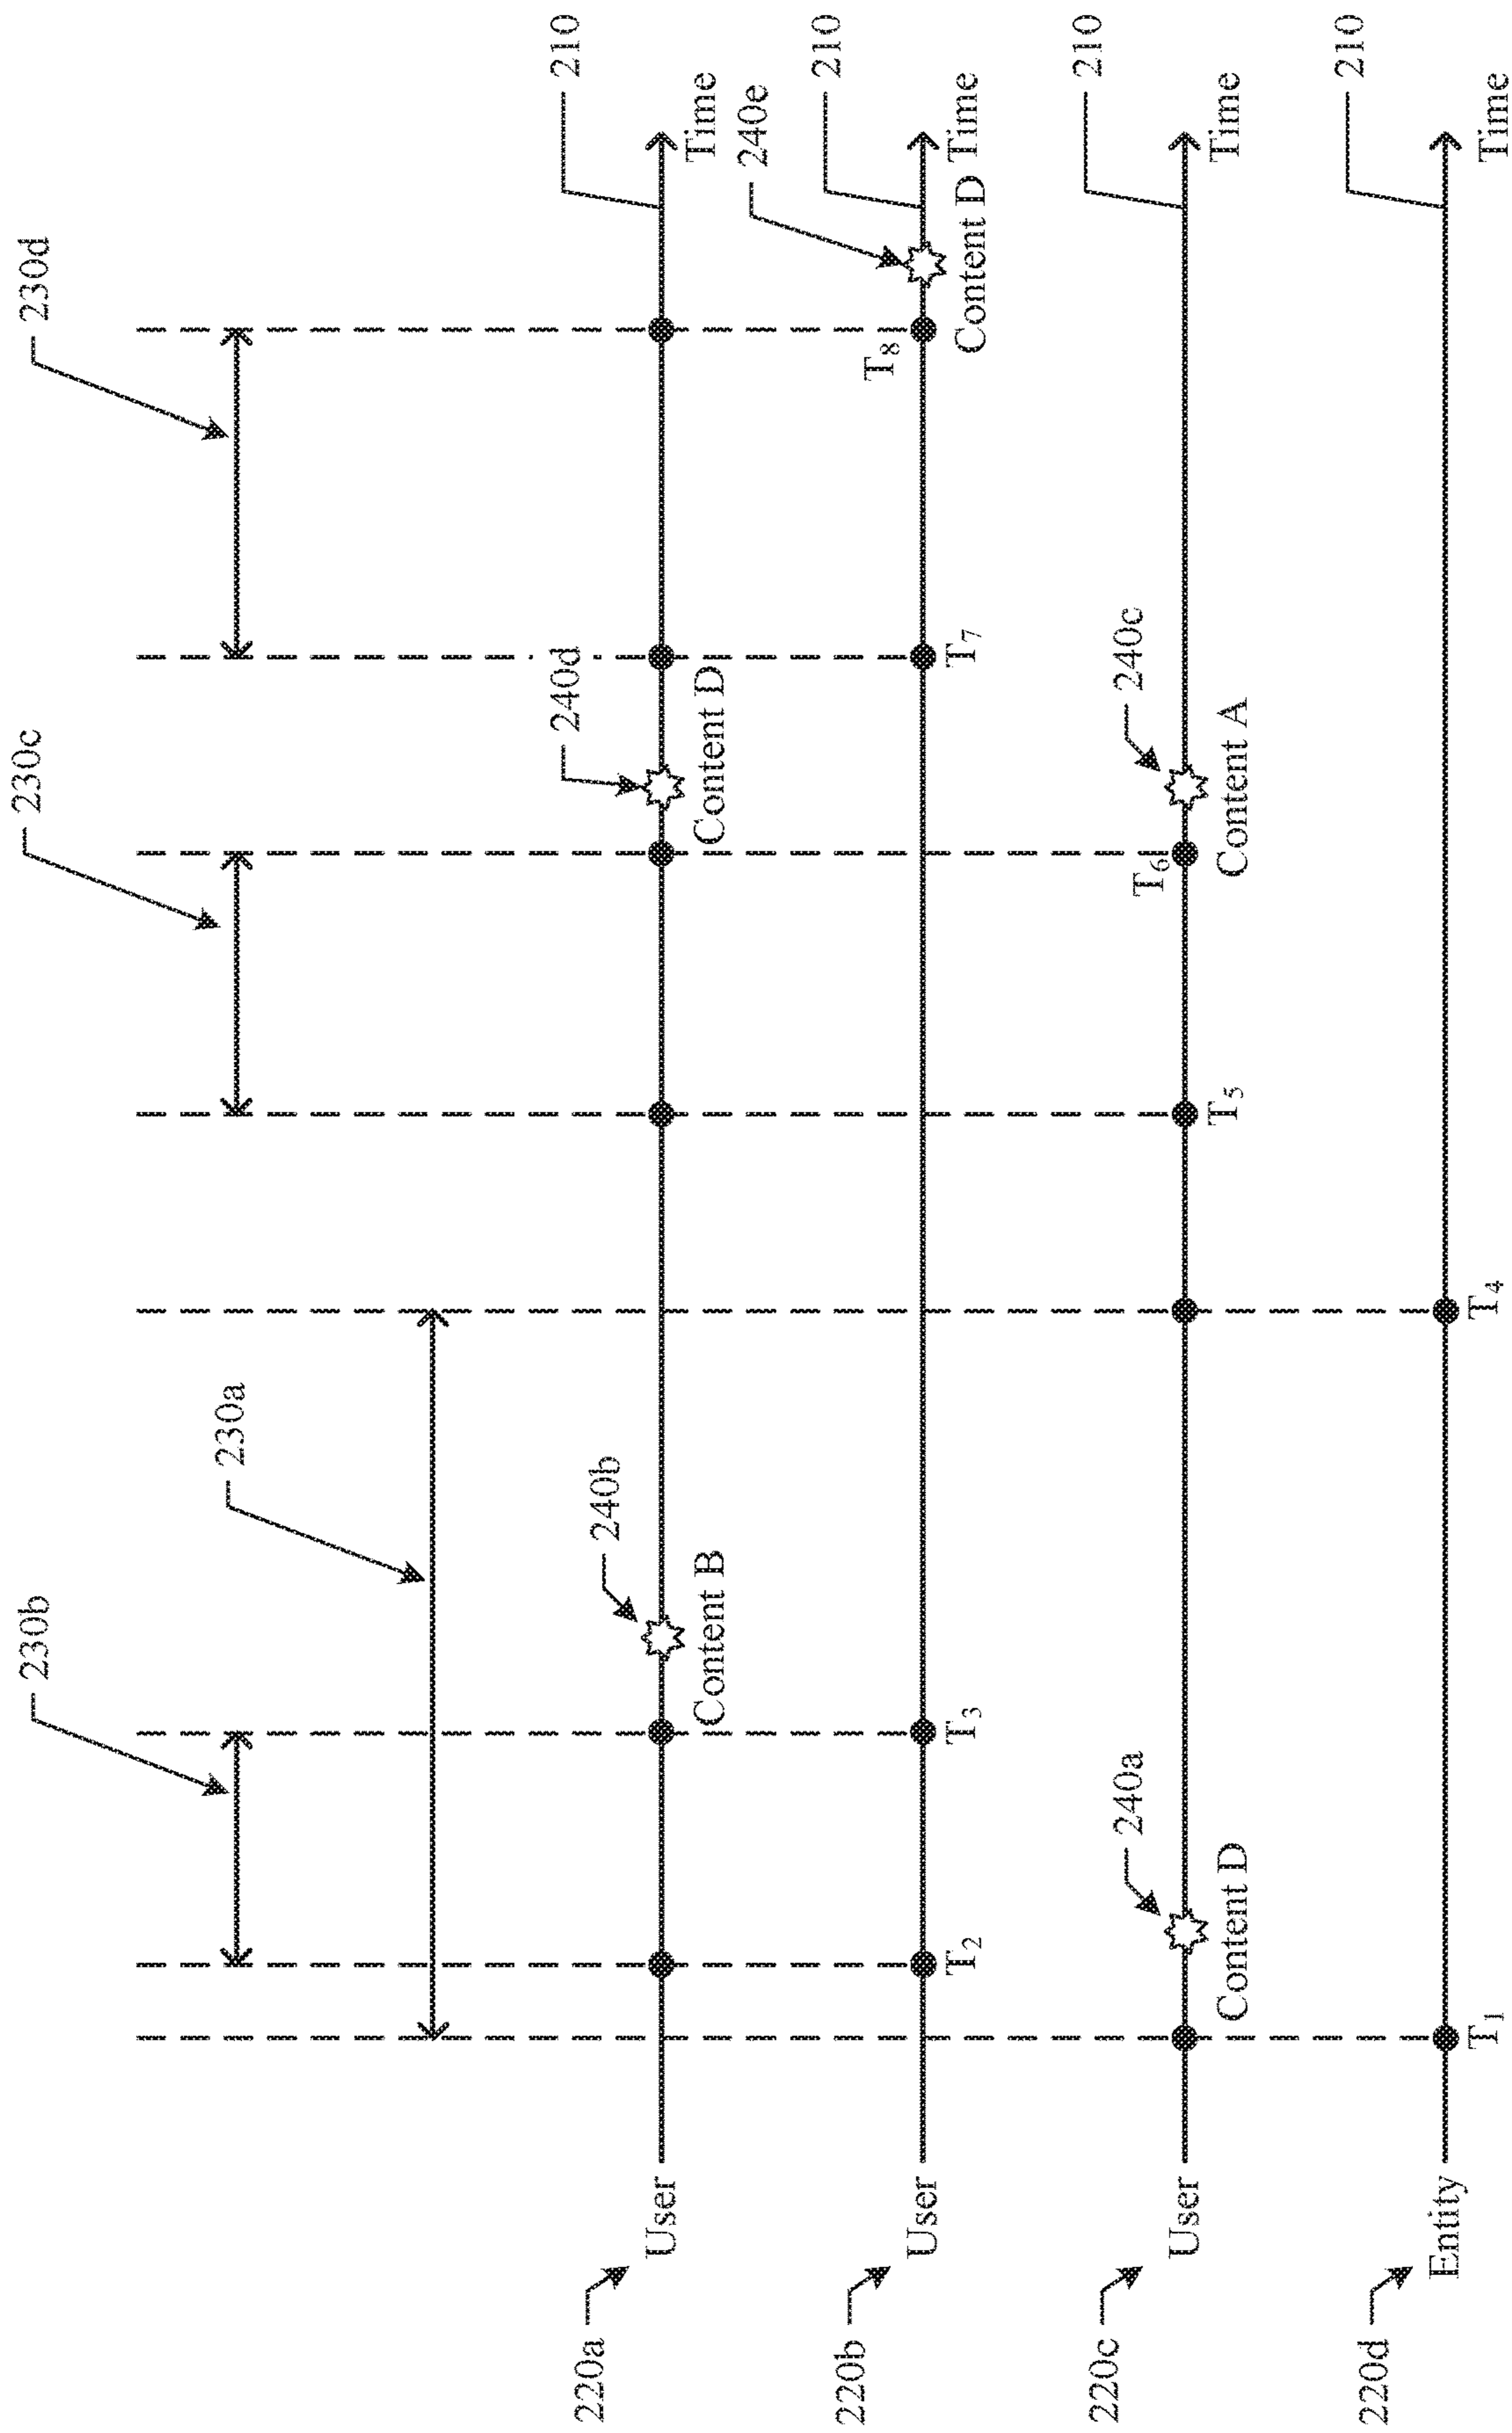 230b
230c
230d
230a
220a
User
240b
Content B
240d
Content D
210
Time
220b
User
T2
T3
T7
T8
240e
Content D
210
Time
220c
User
240a
Content D
T5
T6
240c
Content A
210
Time
220d
Entity
T1
T4
210
Time